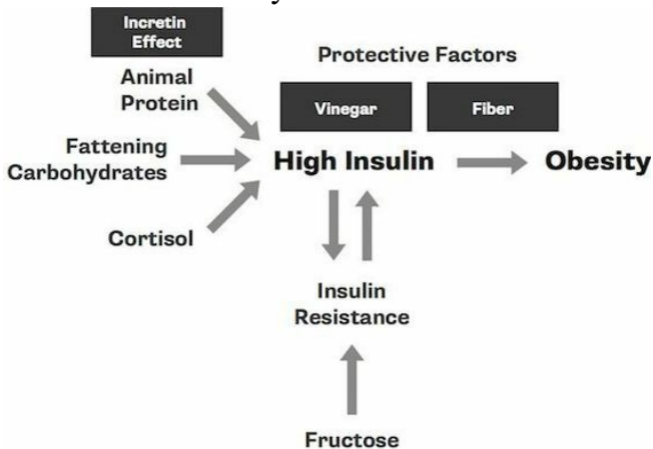 Incretin
Effect
Protective Factors
Animal
Protein
Vinegar
Fiber
Fattening
Carbohydrates
High Insulin
Obesity
Cortisol
Insulin
Resistance
Fructose